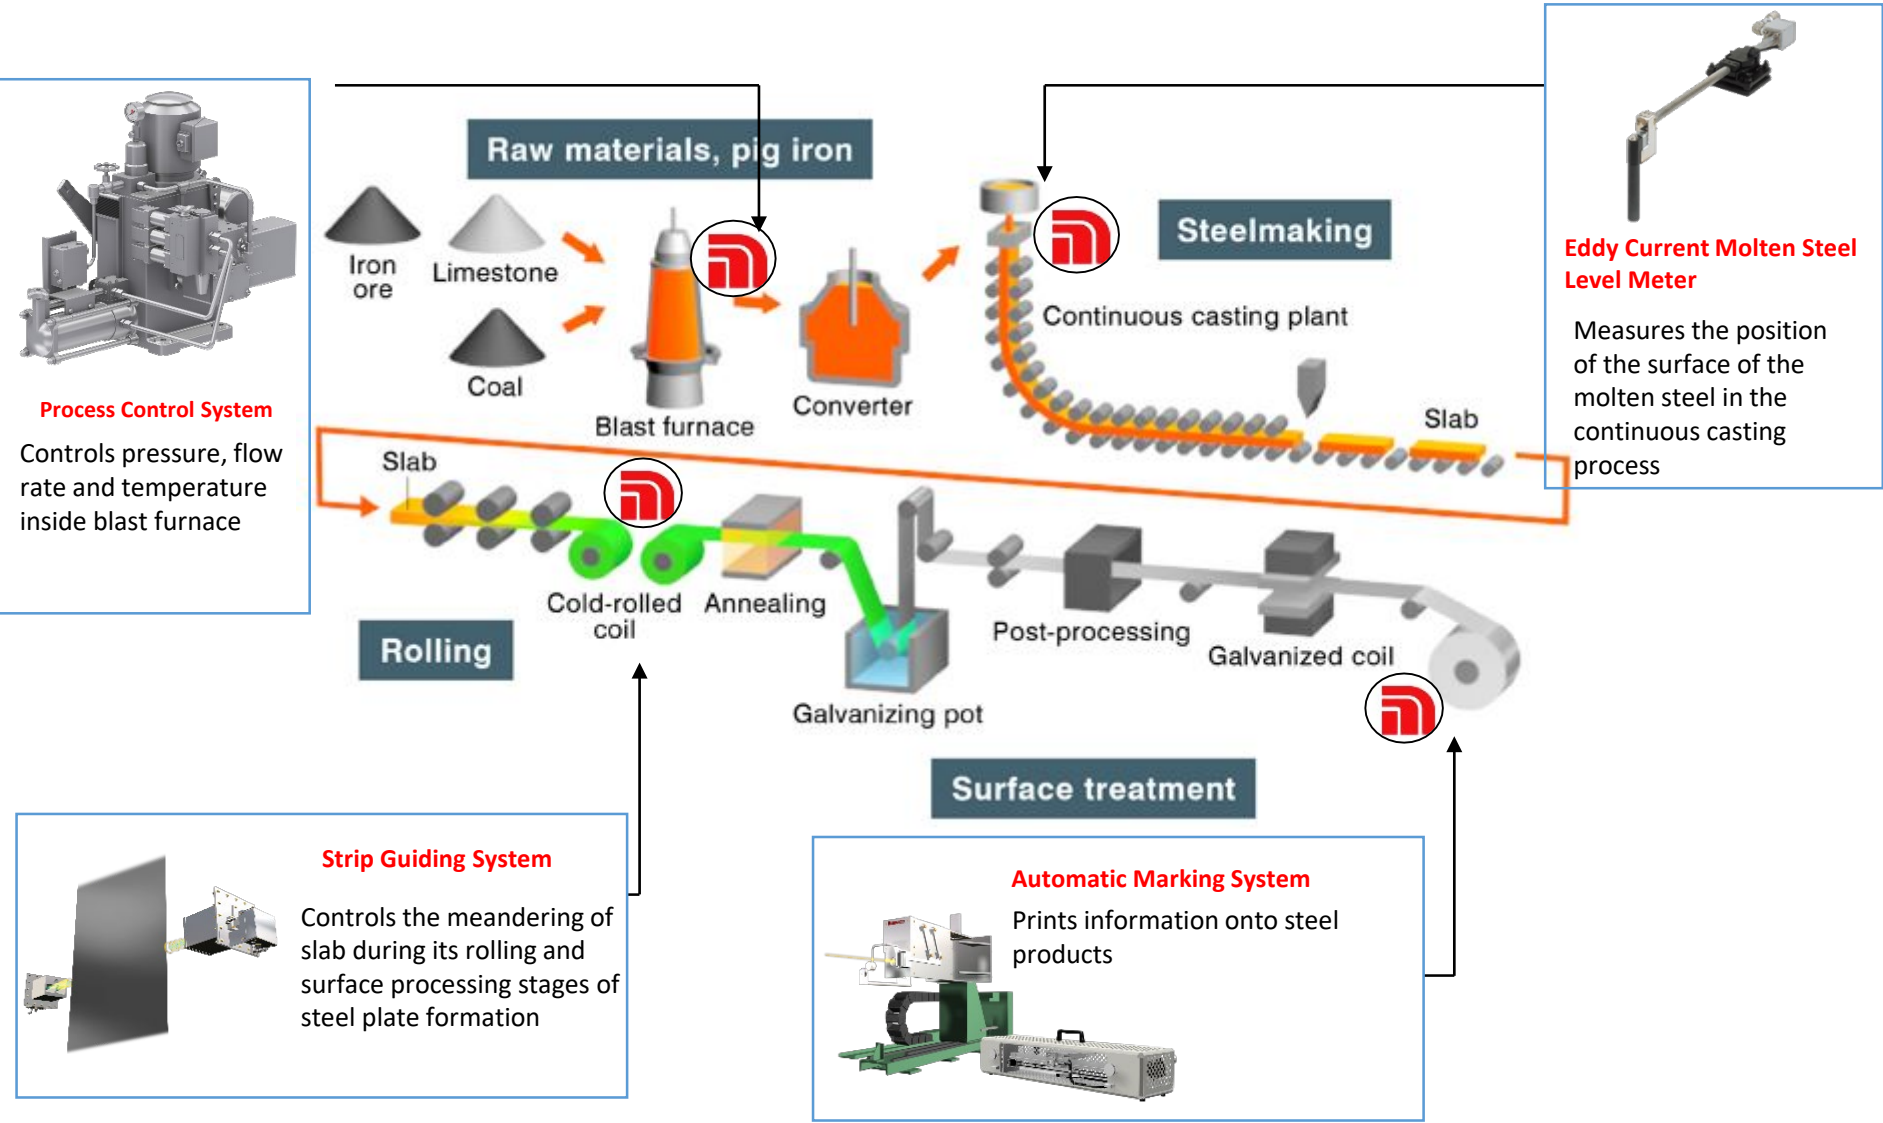 Raw materials, pig iron
Iron
ore
Limestone
Coal
Blast furnace
Converter
Steelmaking
Continuous casting plant
Slab
Process Control System
Controls pressure, flow
rate and temperature
inside blast furnace
Eddy Current Molten Steel
Level Meter
Measures the position
of the surface of the
molten steel in the
continuous casting
process
Slab
Cold-rolled
coil
Annealing
Rolling
Galvanizing pot
Post-processing
Galvanized coil
Surface treatment
Strip Guiding System
Controls the meandering of
slab during its rolling and
surface processing stages of
steel plate formation
Automatic Marking System
Prints information onto steel
products